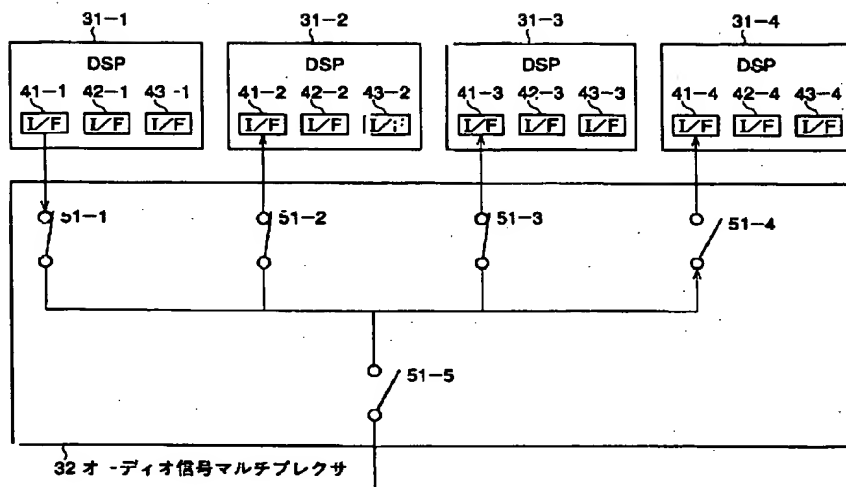 31-1 31-2 31-3 31-4
DSP DSP DSP DSP
41-1 42-1 43-1 41-2 42-2 43-2 41-3 42-3 43-3 41-4 42-4 43-4
I/F I/F I/F I/F I/F I/F I/F I/F I/F I/F I/F
51-1 51-2 51-3 51-4
51-5
32 オ-ディオ信号マルチプレクサ